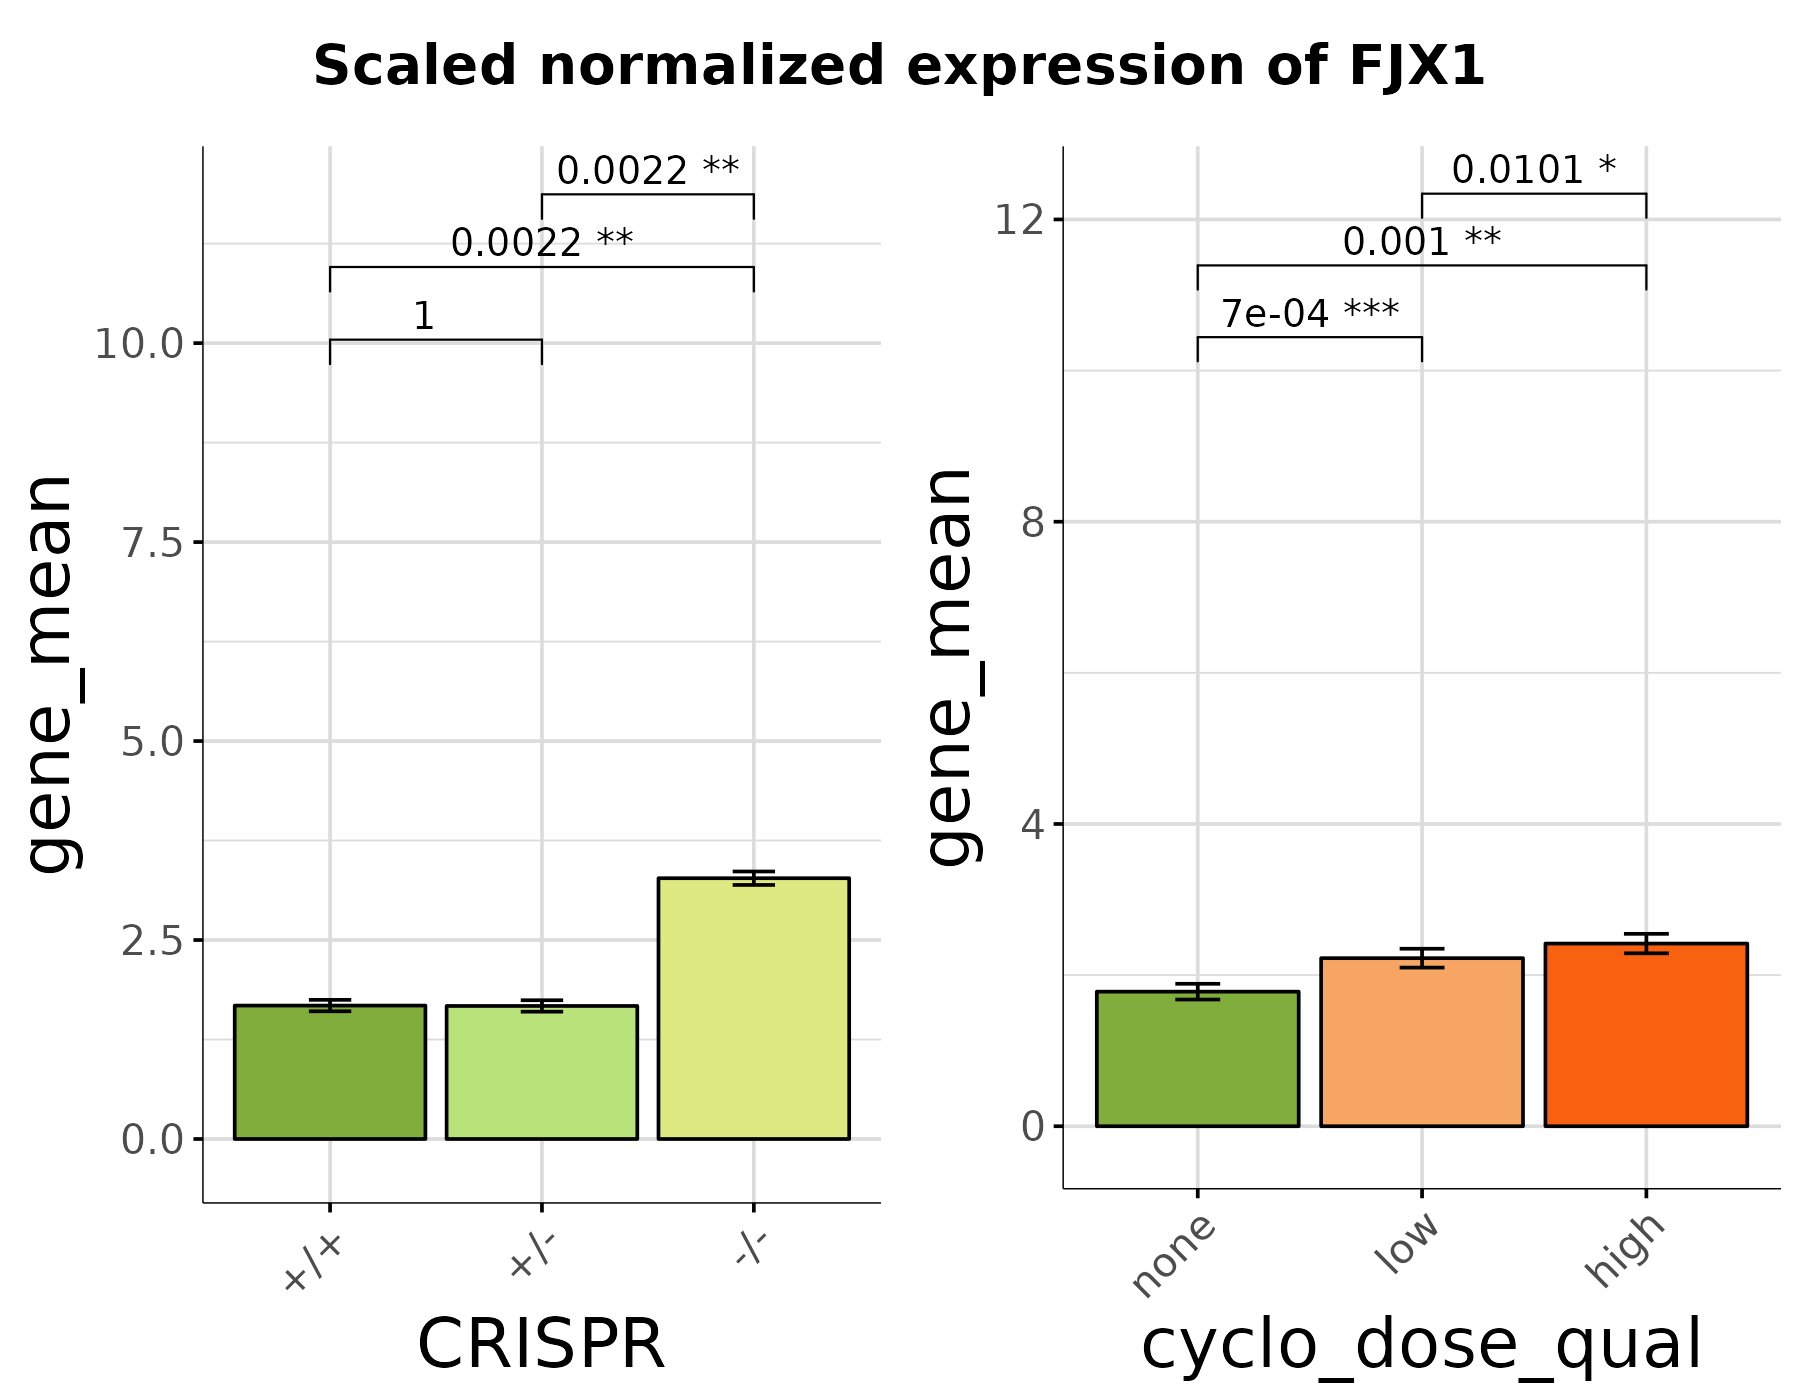 Scaled normalized expression of FJX1
0.0022 **
0.0022 **
1
10.0
7.5
5.0
2.5
0.0
gene_mean
+/+
+/-
-/-
CRISPR
0.0101 *
0.001 **
7e-04 ***
12
8
4
0
gene_mean
none
low
high
cyclo_dose_qual